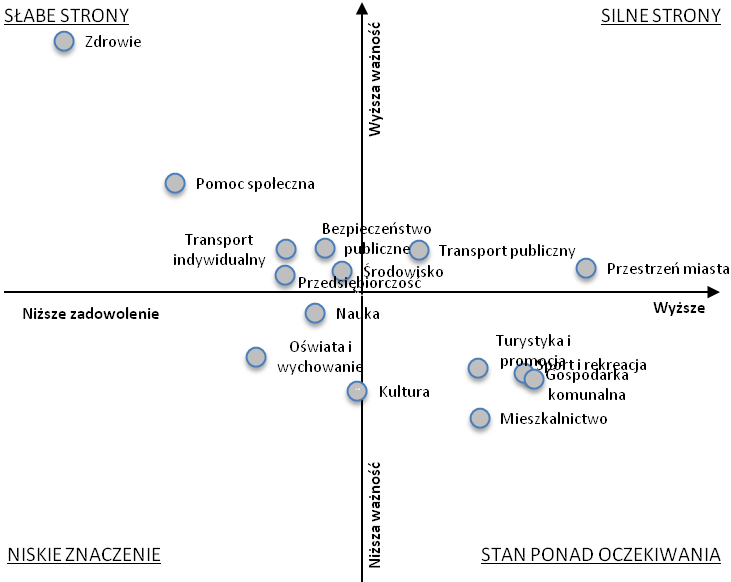 SŁABE STRONY
SILNE STRONY
Zdrowie
Wyższa ważność
Pomoc społeczna
Bezpieczeństwo
publiczne
Transport
indywidualny
Transport publiczny
Środowisko
Przestrzeń miasta
Przedsiębiorczość
Niższe zadowolenie
Wyższe
Nauka
Oświata i
wychowanie
Turystyka i
promocja
Sport i rekreacja
Gospodarka
komunalna
Kultura
Mieszkalnictwo
Niższa ważność
NISKIE ZNACZENIE
STAN PONAD OCZEKIWANIA